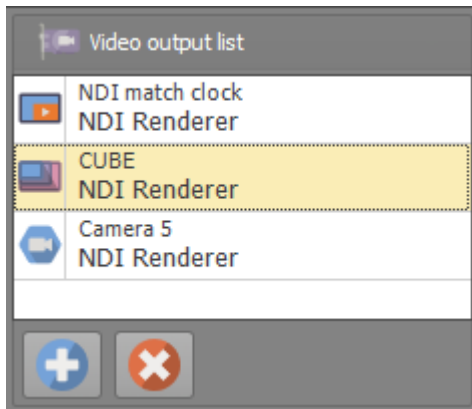 Video output list
NDI match clock
NDI Renderer
CUBE
NDI Renderer
Camera 5
NDI Renderer